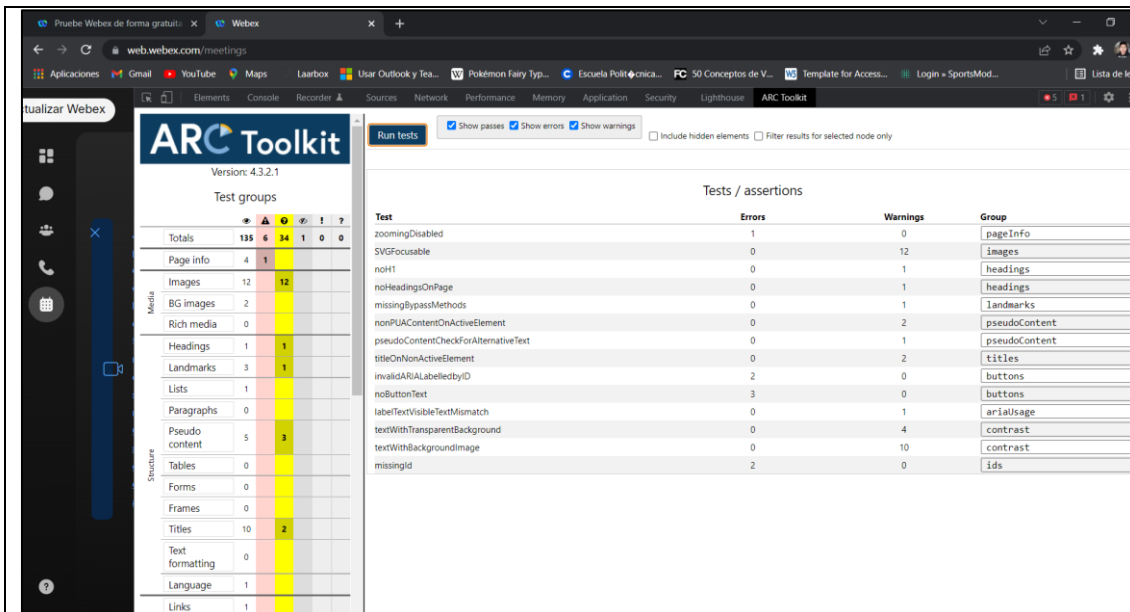 Pruebe Webex de forma gratuita
Webex
web.webex.com/meetings
Aplicaciones Gmail YouTube Maps Laarbox Usar Outlook y Tea... Pokémon Fairy Typ... Escuela Polit�cnica... 50 Conceptos de V... Template for Access... Login » SportsMod... Lista de le
Elements Console Recorder Sources Network Performance Memory Application Security Lighthouse ARC Toolkit 5 1
tualizar Webex
ARC Toolkit
Version: 4.3.2.1
Test groups
Totals 135 6 34 1 0 0
Page info 4 1
Media
Images 12 12
BG images 2
Rich media 0
Structure
Headings 1 1
Landmarks 3 1
Lists 1
Paragraphs 0
Pseudo content 5 3
Tables 0
Forms 0
Frames 0
Titles 10 2
Text formatting 0
Language 1
Links 1
Run tests
Show passes Show errors Show warnings
Include hidden elements Filter results for selected node only
Tests / assertions
Test Errors Warnings Group
zoomingDisabled 1 0 pageInfo
SVGFocusable 0 12 images
noH1 0 1 headings
noHeadingsOnPage 0 1 headings
missingBypassMethods 0 1 landmarks
nonPUAContentOnActiveElement 0 2 pseudoContent
pseudoContentCheckForAlternativeText 0 1 pseudoContent
titleOnNonActiveElement 0 2 titles
invalidARIALabelledbyID 2 0 buttons
noButtonText 3 0 buttons
labelTextVisibleTextMismatch 0 1 ariaUsage
textWithTransparentBackground 0 4 contrast
textWithBackgroundImage 0 10 contrast
missingId 2 0 ids